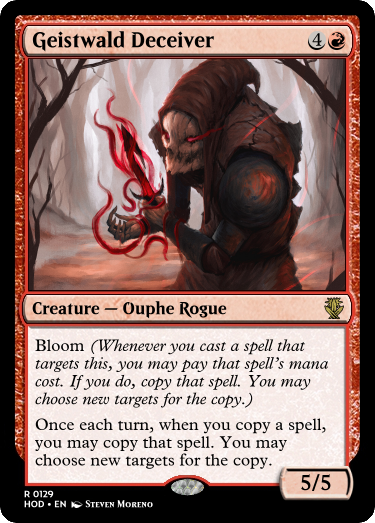 Geistwald Deceiver 4
Creature — Ouphe Rogue
Bloom (Whenever you cast a spell that
targets this, you may pay that spell's mana
cost. If you do, copy that spell. You may
choose new targets for the copy.)
Once each turn, when you copy a spell,
you may copy that spell. You may
choose new targets for the copy.
5/5
R 0129
HOD • EN Steven Moreno